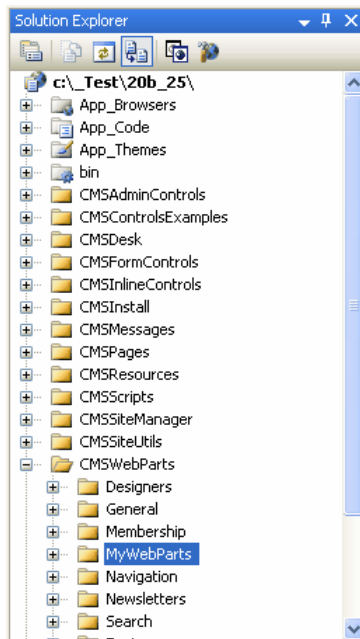 Solution Explorer
c:\_Test\20b_25\
App_Browsers
App_Code
App_Themes
bin
CMSAdminControls
CMSControlsExamples
CMSDesk
CMSFormControls
CMSInlineControls
CMSInstall
CMSMessages
CMSPages
CMSResources
CMSScripts
CMSSiteManager
CMSSiteUtils
CMSWebParts
Designers
General
Membership
MyWebParts
Navigation
Newsletters
Search